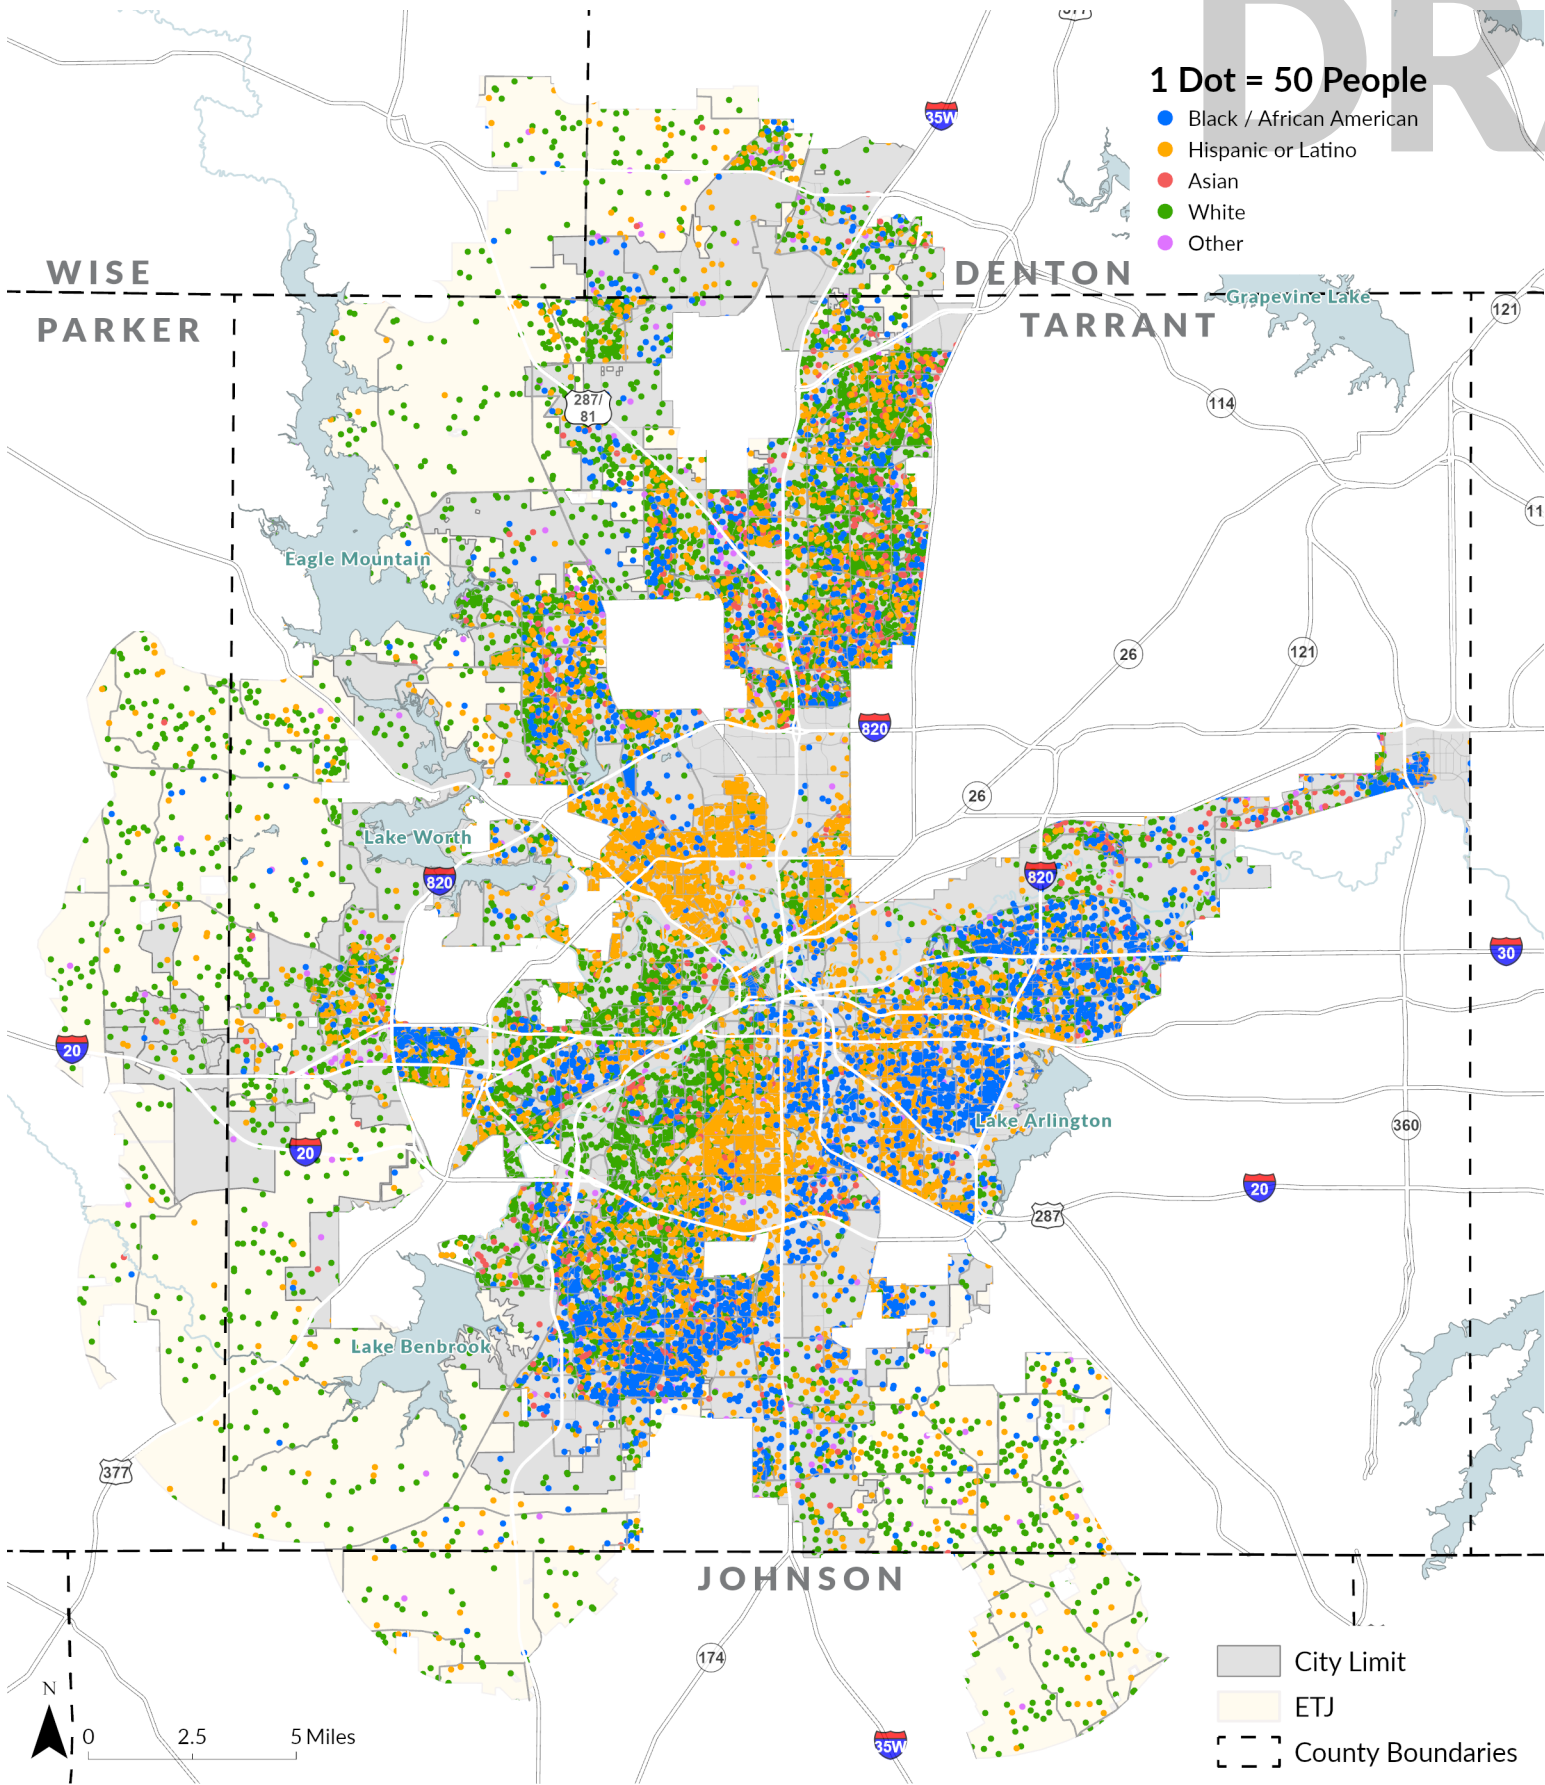 DRA
377
35W
1 Dot = 50 People
Black / African American
Hispanic or Latino
Asian
White
Other
WISE
DENTON
Grapevine Lake
PARKER
TARRANT
121
287/
81
114
11
Eagle Mountain
26
121
820
26
Lake Worth
820
820
30
20
Lake Arlington
360
20
20
287
Lake Benbrook
377
JOHNSON
174
35W
City Limit
ETJ
County Boundaries
N
0 2.5 5 Miles